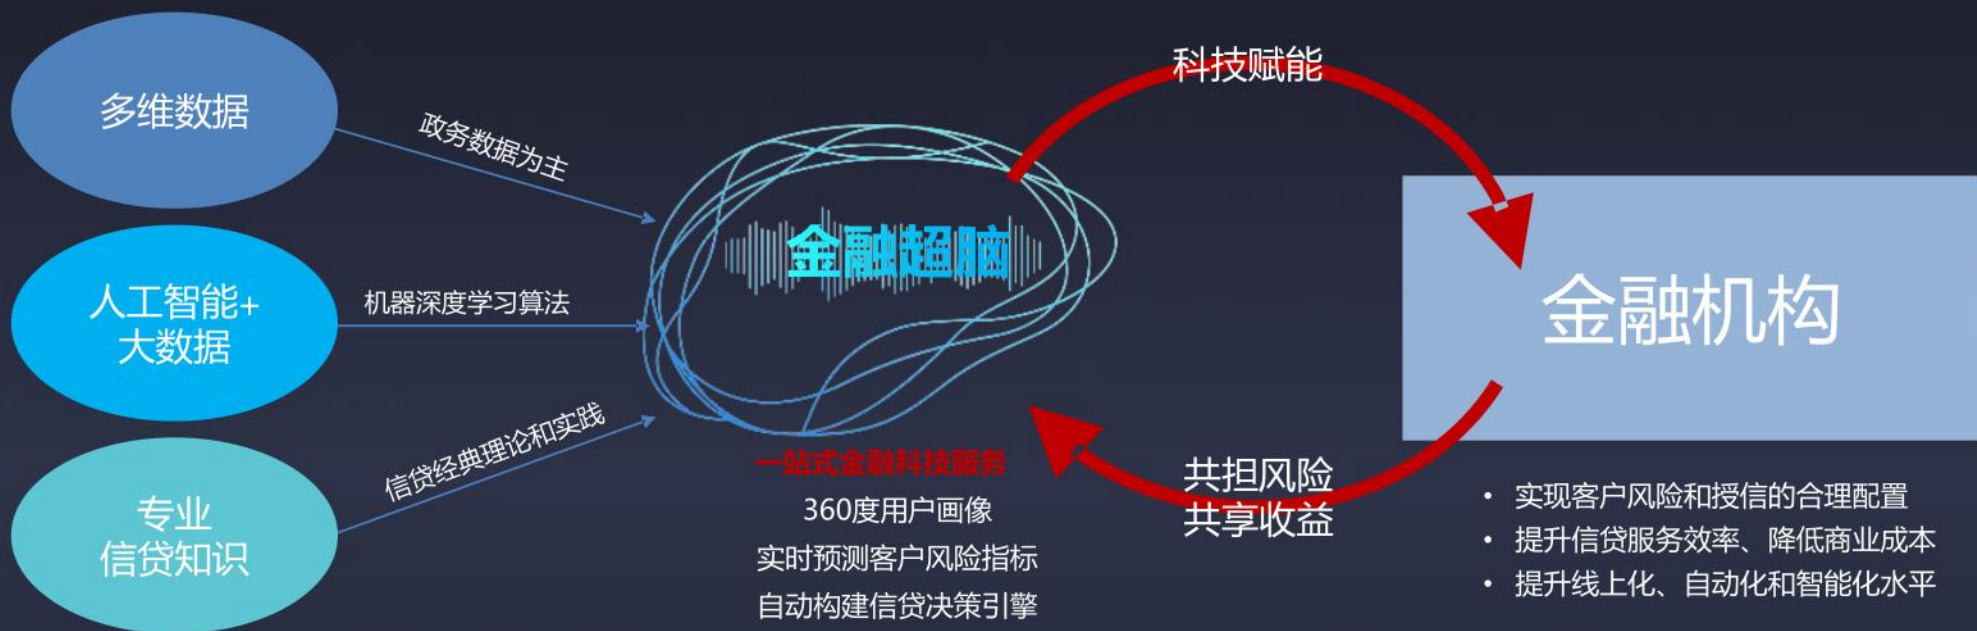 多维数据
政务数据为主
人工智能+
大数据
机器深度学习算法
专业
信贷知识
信贷经典理论和实践
金融超脑
一站式金融科技服务
360度用户画像
实时预测客户风险指标
自动构建信贷决策引擎
科技赋能
共担风险
共享收益
金融机构
• 实现客户风险和授信的合理配置
• 提升信贷服务效率、降低商业成本
• 提升线上化、自动化和智能化水平